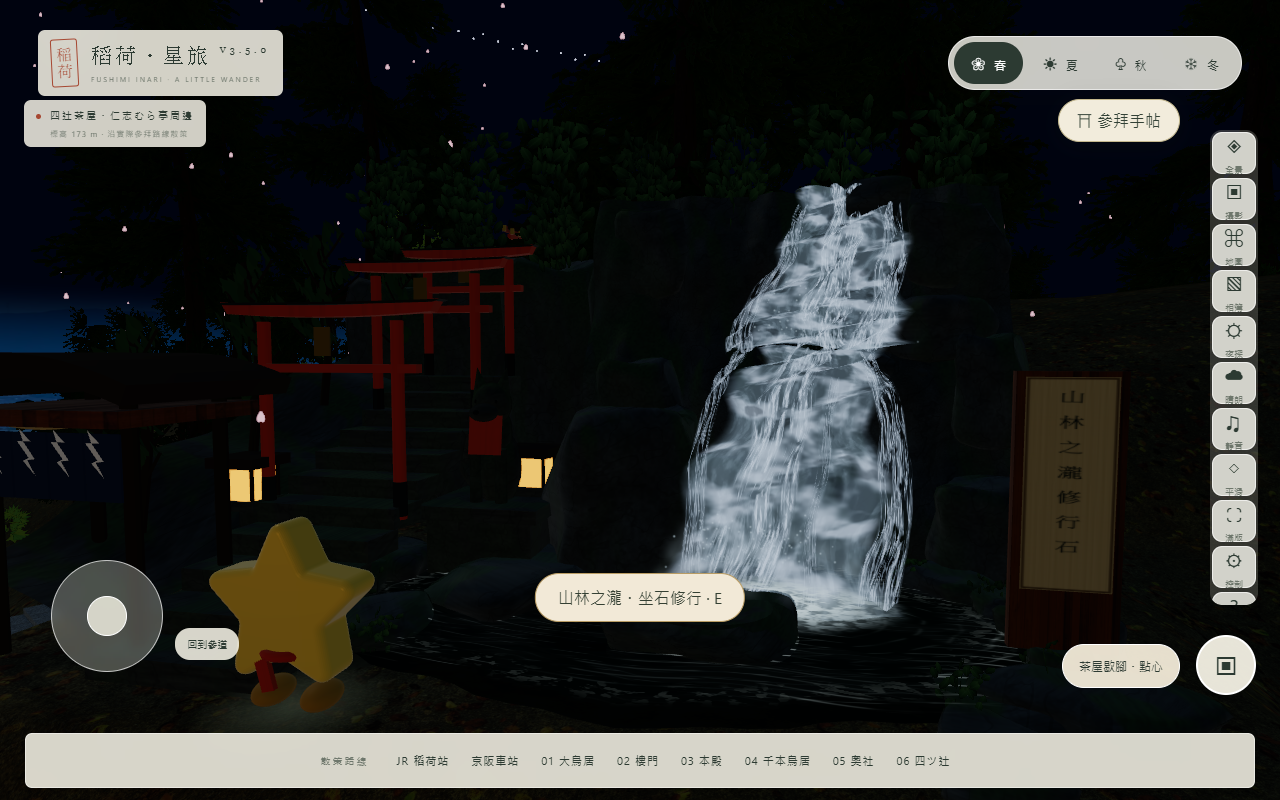 稲荷
稻荷・星旅 V3·5·0
FUSHIMI INARI · A LITTLE WANDER
四辻茶屋・仁志むら亭周邊
標高 173 m · 沿實際參拜路線散策
春
夏
秋
冬
參拜手帖
全景
攝影
地圖
相簿
夜探
晴朗
靜音
平滑
滿版
控制
?
山林之瀧修行石
山林之瀧・坐石修行 · E
回到參道
茶屋歇腳・點心
散策路線 JR 稻荷站 京阪車站 01 大鳥居 02 樓門 03 本殿 04 千本鳥居 05 奧社 06 四ツ辻